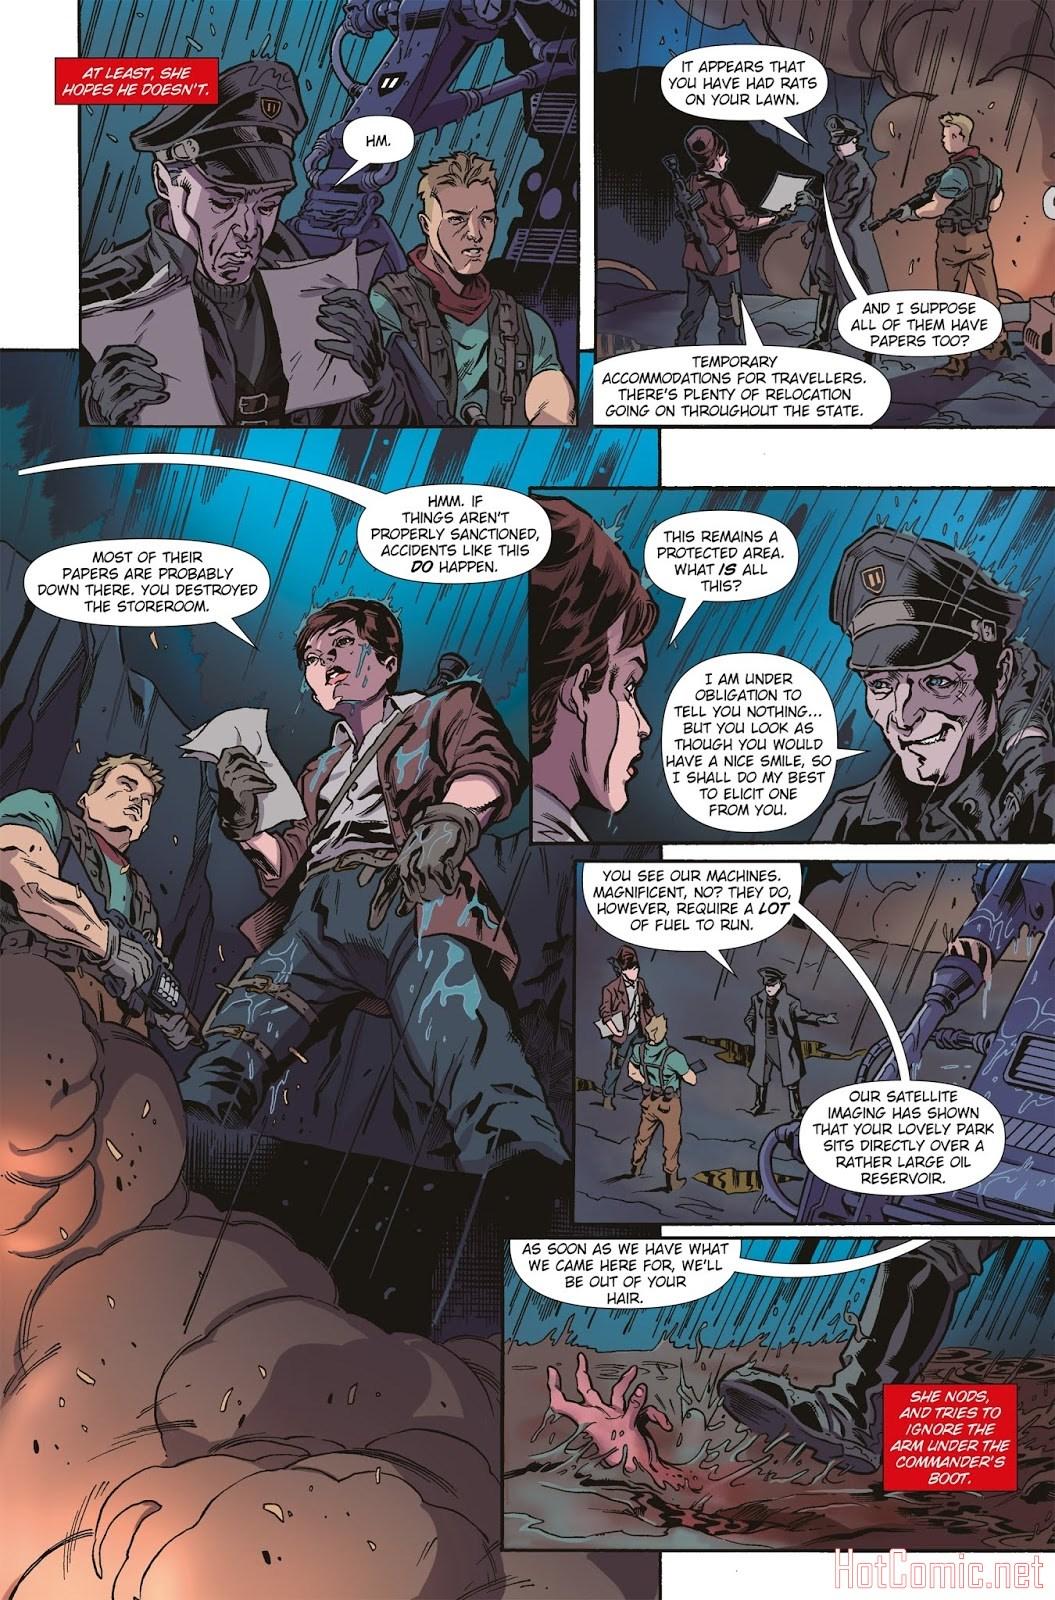 AT LEAST, SHE
HOPES HE DOESN'T.
HM.
IT APPEARS THAT
YOU HAVE HAD RATS
ON YOUR LAWN.
TEMPORARY
ACCOMMODATIONS FOR TRAVELLERS.
THERE'S PLENTY OF RELOCATION
GOING ON THROUGHOUT THE STATE.
AND I SUPPOSE
ALL OF THEM HAVE
PAPERS TOO?
MOST OF THEIR
PAPERS ARE PROBABLY
DOWN THERE. YOU DESTROYED
THE STOREROOM.
HMM. IF
THINGS AREN'T
PROPERLY SANCTIONED,
ACCIDENTS LIKE THIS
DO HAPPEN.
THIS REMAINS A
PROTECTED AREA.
WHAT IS ALL
THIS?
I AM UNDER
OBLIGATION TO
TELL YOU NOTHING...
BUT YOU LOOK AS
THOUGH YOU WOULD
HAVE A NICE SMILE, SO
I SHALL DO MY BEST
TO ELICIT ONE
FROM YOU.
YOU SEE OUR MACHINES.
MAGNIFICENT, NO? THEY DO,
HOWEVER, REQUIRE A LOT
OF FUEL TO RUN.
OUR SATELLITE
IMAGING HAS SHOWN
THAT YOUR LOVELY PARK
SITS DIRECTLY OVER A
RATHER LARGE OIL
RESERVOIR.
AS SOON AS WE HAVE WHAT
WE CAME HERE FOR, WE'LL
BE OUT OF YOUR
HAIR.
SHE NODS,
AND TRIES TO
IGNORE THE
ARM UNDER THE
COMMANDER'S
BOOT.
HotComic.net